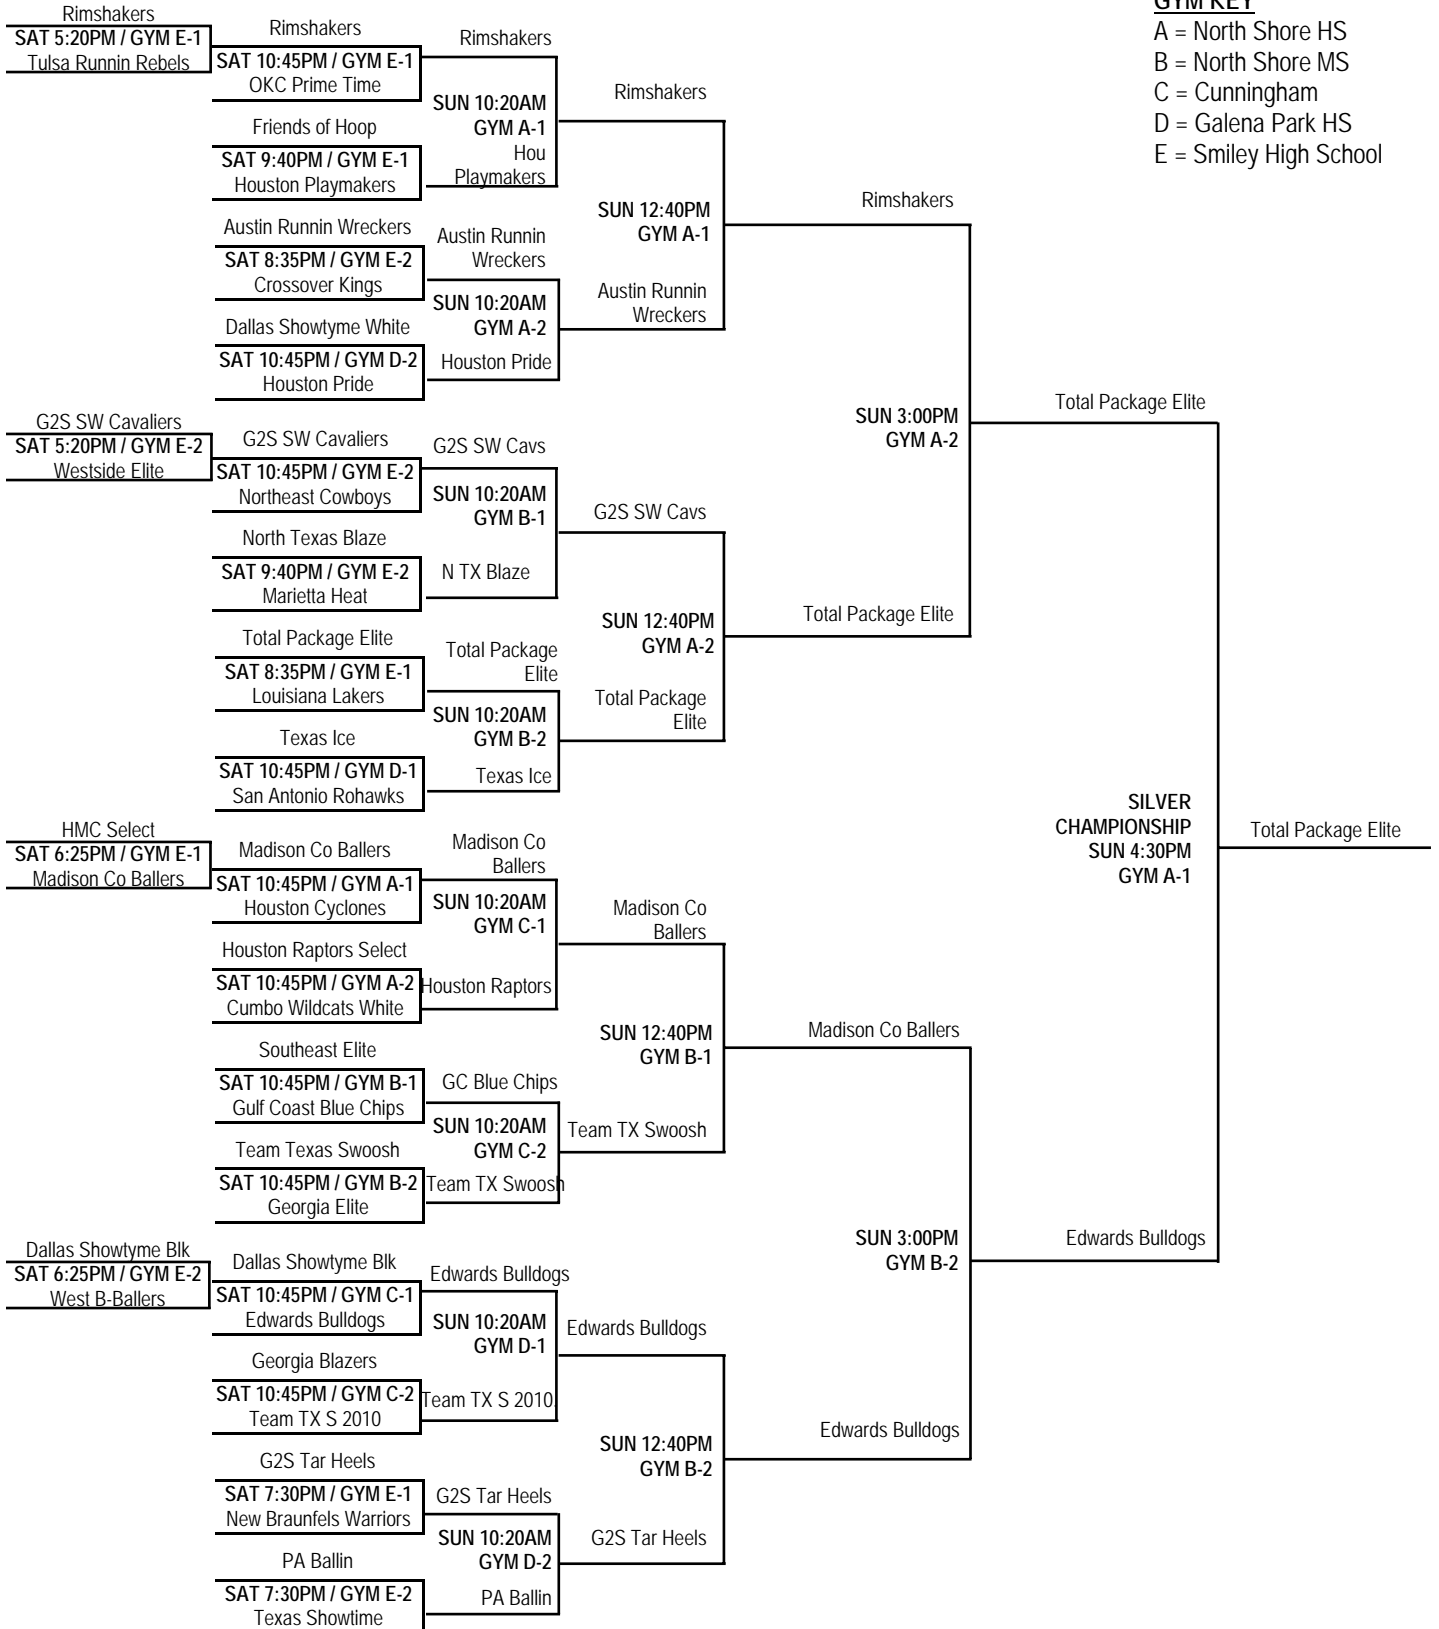 GYM KEY
A = North Shore HS
B = North Shore MS
C = Cunningham
D = Galena Park HS
E = Smiley High School
Rimshakers
SAT 5:20PM / GYM E-1
Tulsa Runnin Rebels
G2S SW Cavaliers
SAT 5:20PM / GYM E-2
Westside Elite
HMC Select
SAT 6:25PM / GYM E-1
Madison Co Ballers
Dallas Showtyme Blk
SAT 6:25PM / GYM E-2
West B-Ballers
Rimshakers
SAT 10:45PM / GYM E-1
OKC Prime Time
Friends of Hoop
SAT 9:40PM / GYM E-1
Houston Playmakers
Austin Runnin Wreckers
SAT 8:35PM / GYM E-2
Crossover Kings
Dallas Showtyme White
SAT 10:45PM / GYM D-2
Houston Pride
G2S SW Cavaliers
SAT 10:45PM / GYM E-2
Northeast Cowboys
North Texas Blaze
SAT 9:40PM / GYM E-2
Marietta Heat
Total Package Elite
SAT 8:35PM / GYM E-1
Louisiana Lakers
Texas Ice
SAT 10:45PM / GYM D-1
San Antonio Rohawks
Madison Co Ballers
SAT 10:45PM / GYM A-1
Houston Cyclones
Houston Raptors Select
SAT 10:45PM / GYM A-2
Cumbo Wildcats White
Southeast Elite
SAT 10:45PM / GYM B-1
Gulf Coast Blue Chips
Team Texas Swoosh
SAT 10:45PM / GYM B-2
Georgia Elite
Dallas Showtyme Blk
SAT 10:45PM / GYM C-1
Edwards Bulldogs
Georgia Blazers
SAT 10:45PM / GYM C-2
Team TX S 2010
G2S Tar Heels
SAT 7:30PM / GYM E-1
New Braunfels Warriors
PA Ballin
SAT 7:30PM / GYM E-2
Texas Showtime
Rimshakers
SUN 10:20AM
GYM A-1
Hou
Playmakers
Austin Runnin
Wreckers
SUN 10:20AM
GYM A-2
Houston Pride
G2S SW Cavs
SUN 10:20AM
GYM B-1
N TX Blaze
Total Package
Elite
SUN 10:20AM
GYM B-2
Texas Ice
Madison Co
Ballers
SUN 10:20AM
GYM C-1
Houston Raptors
GC Blue Chips
SUN 10:20AM
GYM C-2
Team TX Swoosh
Edwards Bulldogs
SUN 10:20AM
GYM D-1
Team TX S 2010
G2S Tar Heels
SUN 10:20AM
GYM D-2
PA Ballin
Rimshakers
SUN 12:40PM
GYM A-1
Austin Runnin
Wreckers
G2S SW Cavs
SUN 12:40PM
GYM A-2
Total Package
Elite
Madison Co
Ballers
SUN 12:40PM
GYM B-1
Team TX Swoosh
Edwards Bulldogs
SUN 12:40PM
GYM B-2
G2S Tar Heels
Rimshakers
SUN 3:00PM
GYM A-2
Total Package Elite
Madison Co Ballers
SUN 3:00PM
GYM B-2
Edwards Bulldogs
Total Package Elite
SILVER
CHAMPIONSHIP
SUN 4:30PM
GYM A-1
Edwards Bulldogs
Total Package Elite